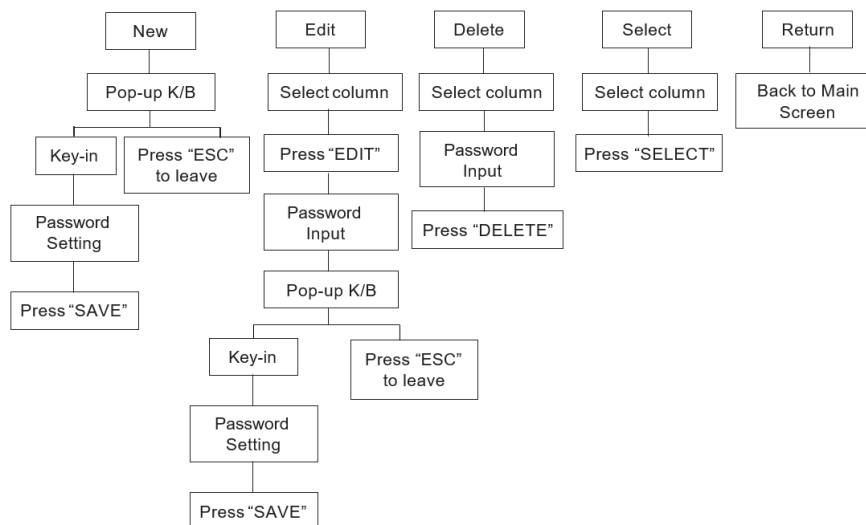 New
Pop-up K/B
Key-in
Press “ESC”
to leave
Password
Setting
Press “SAVE”
Edit
Select column
Press “EDIT”
Password
Input
Pop-up K/B
Key-in
Press “ESC”
to leave
Password
Setting
Press “SAVE”
Delete
Select column
Password
Input
Press “DELETE”
Select
Select column
Press “SELECT”
Return
Back to Main
Screen